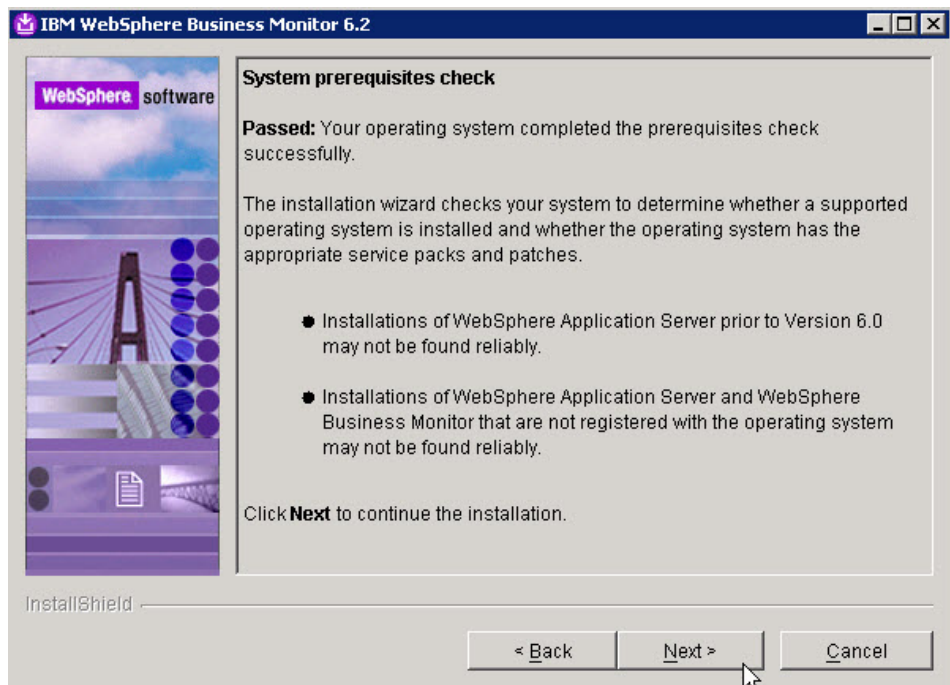 IBM WebSphere Business Monitor 6.2
WebSphere software
System prerequisites check
Passed: Your operating system completed the prerequisites check
successfully.
The installation wizard checks your system to determine whether a supported
operating system is installed and whether the operating system has the
appropriate service packs and patches.
● Installations of WebSphere Application Server prior to Version 6.0
may not be found reliably.
● Installations of WebSphere Application Server and WebSphere
Business Monitor that are not registered with the operating system
may not be found reliably.
Click Next to continue the installation.
InstallShield
< Back
Next >
Cancel